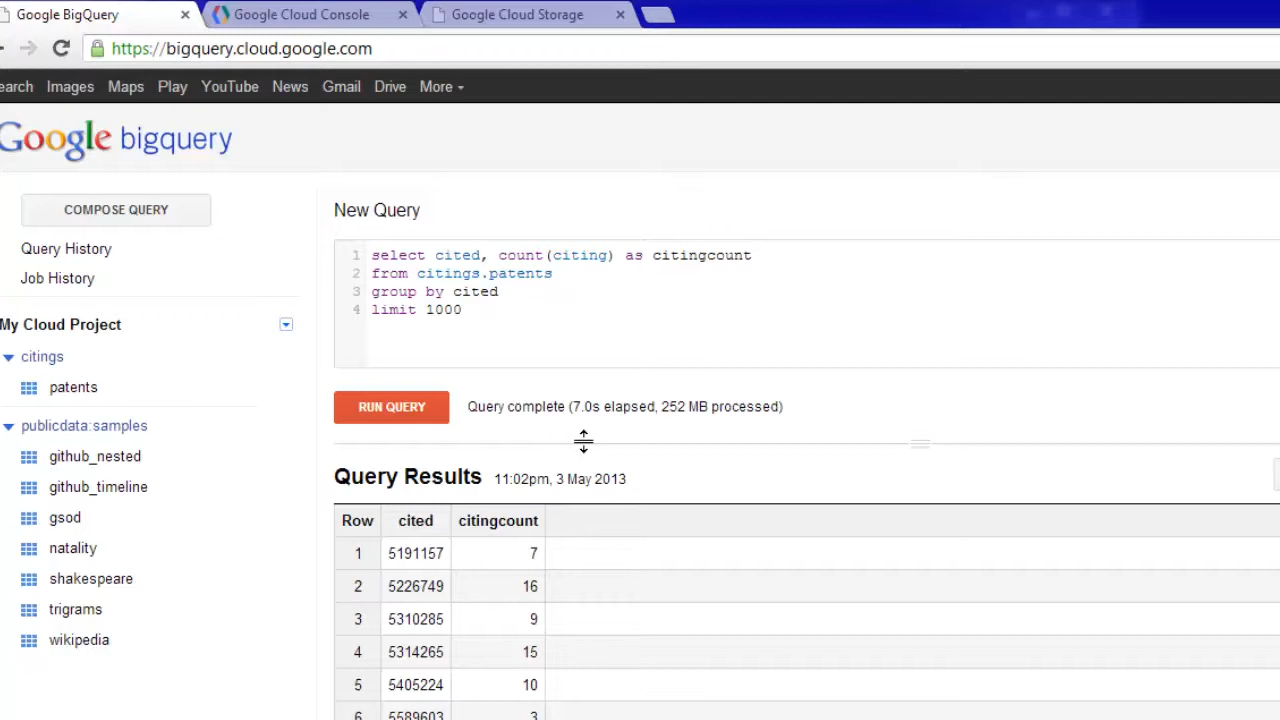 Google BigQuery
Google Cloud Console
Google Cloud Storage
https://bigquery.cloud.google.com
earch Images Maps Play YouTube News Gmail Drive More
Google bigquery
COMPOSE QUERY
Query History
Job History
My Cloud Project
citings
patents
publicdata:samples
github_nested
github_timeline
gsod
natality
shakespeare
trigrams
wikipedia
New Query
1 select cited, count(citing) as citingcount
2 from citings.patents
3 group by cited
4 limit 1000
RUN QUERY Query complete (7.0s elapsed, 252 MB processed)
Query Results 11:02pm, 3 May 2013
Row cited citingcount
1 5191157 7
2 5226749 16
3 5310285 9
4 5314265 15
5 5405224 10
6 5589603 3